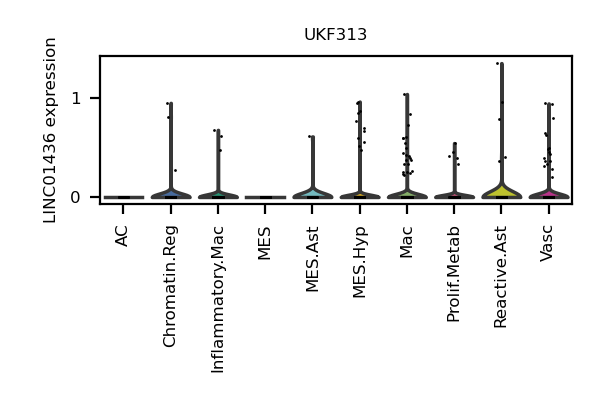 UKF313
LINC01436 expression
1
0
AC
Chromatin.Reg
Inflammatory.Mac
MES
MES.Ast
MES.Hyp
Mac
Prolif.Metab
Reactive.Ast
Vasc